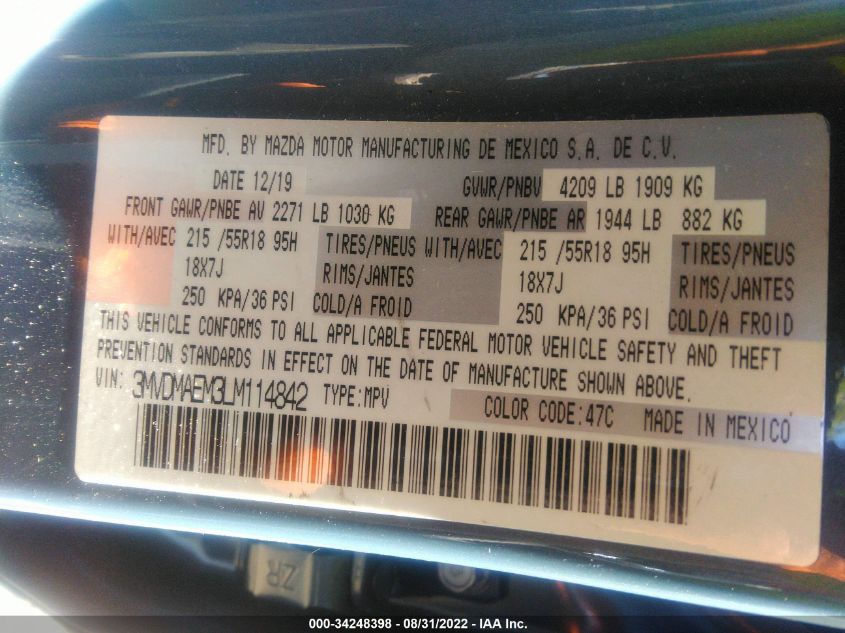 MFD. BY MAZDA MOTOR MANUFACTURING DE MEXICO S.A. DE C.V.
DATE 12/19 GVWR/PNBV 4209 LB 1909 KG
FRONT GAWR/PNBE AV 2271 LB 1030 KG REAR GAWR/PNBE AR 1944 LB 882 KG
WITH/AVEC 215 /55R18 95H TIRES/PNEUS WITH/AVEC 215 /55R18 95H TIRES/PNEUS
18X7J RIMS/JANTES 18X7J RIMS/JANTES
250 KPA/36 PSI COLD/A FROID 250 KPA/36 PSI COLD/A FROID
THIS VEHICLE CONFORMS TO ALL APPLICABLE FEDERAL MOTOR VEHICLE SAFETY AND THEFT
PREVENTION STANDARDS IN EFFECT ON THE DATE OF MANUFACTURE SHOWN ABOVE.
VIN: 3MVDMAEM3LM114842 TYPE:MPV COLOR CODE:47C MADE IN MEXICO
ZR
000-34248398 - 08/31/2022 - IAA Inc.